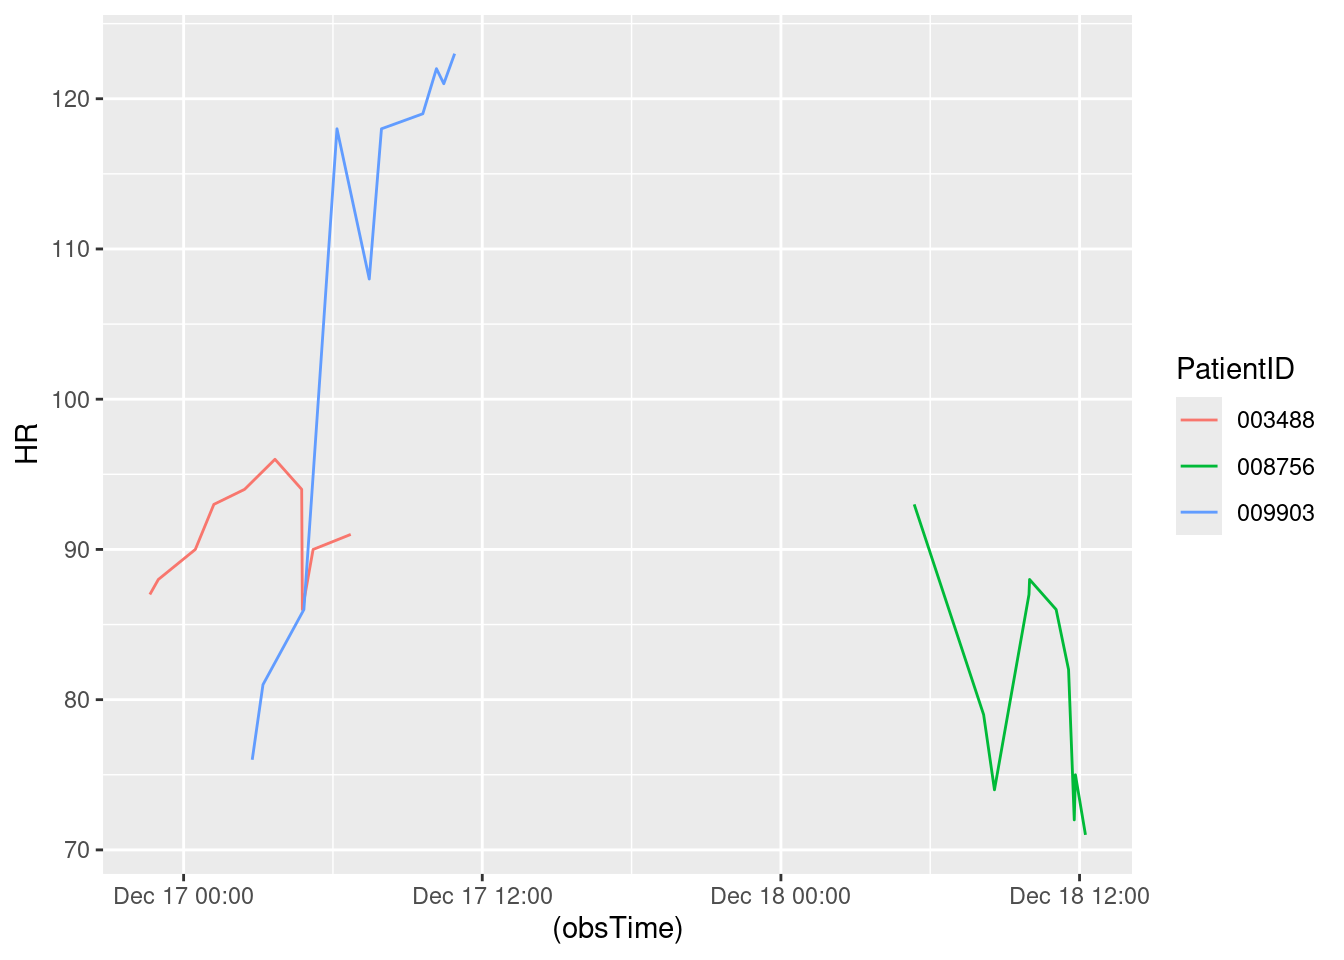 120
110
100
90
80
70
HR
Dec 17 00:00
Dec 17 12:00
Dec 18 00:00
Dec 18 12:00
(obsTime)
PatientID
003488
008756
009903